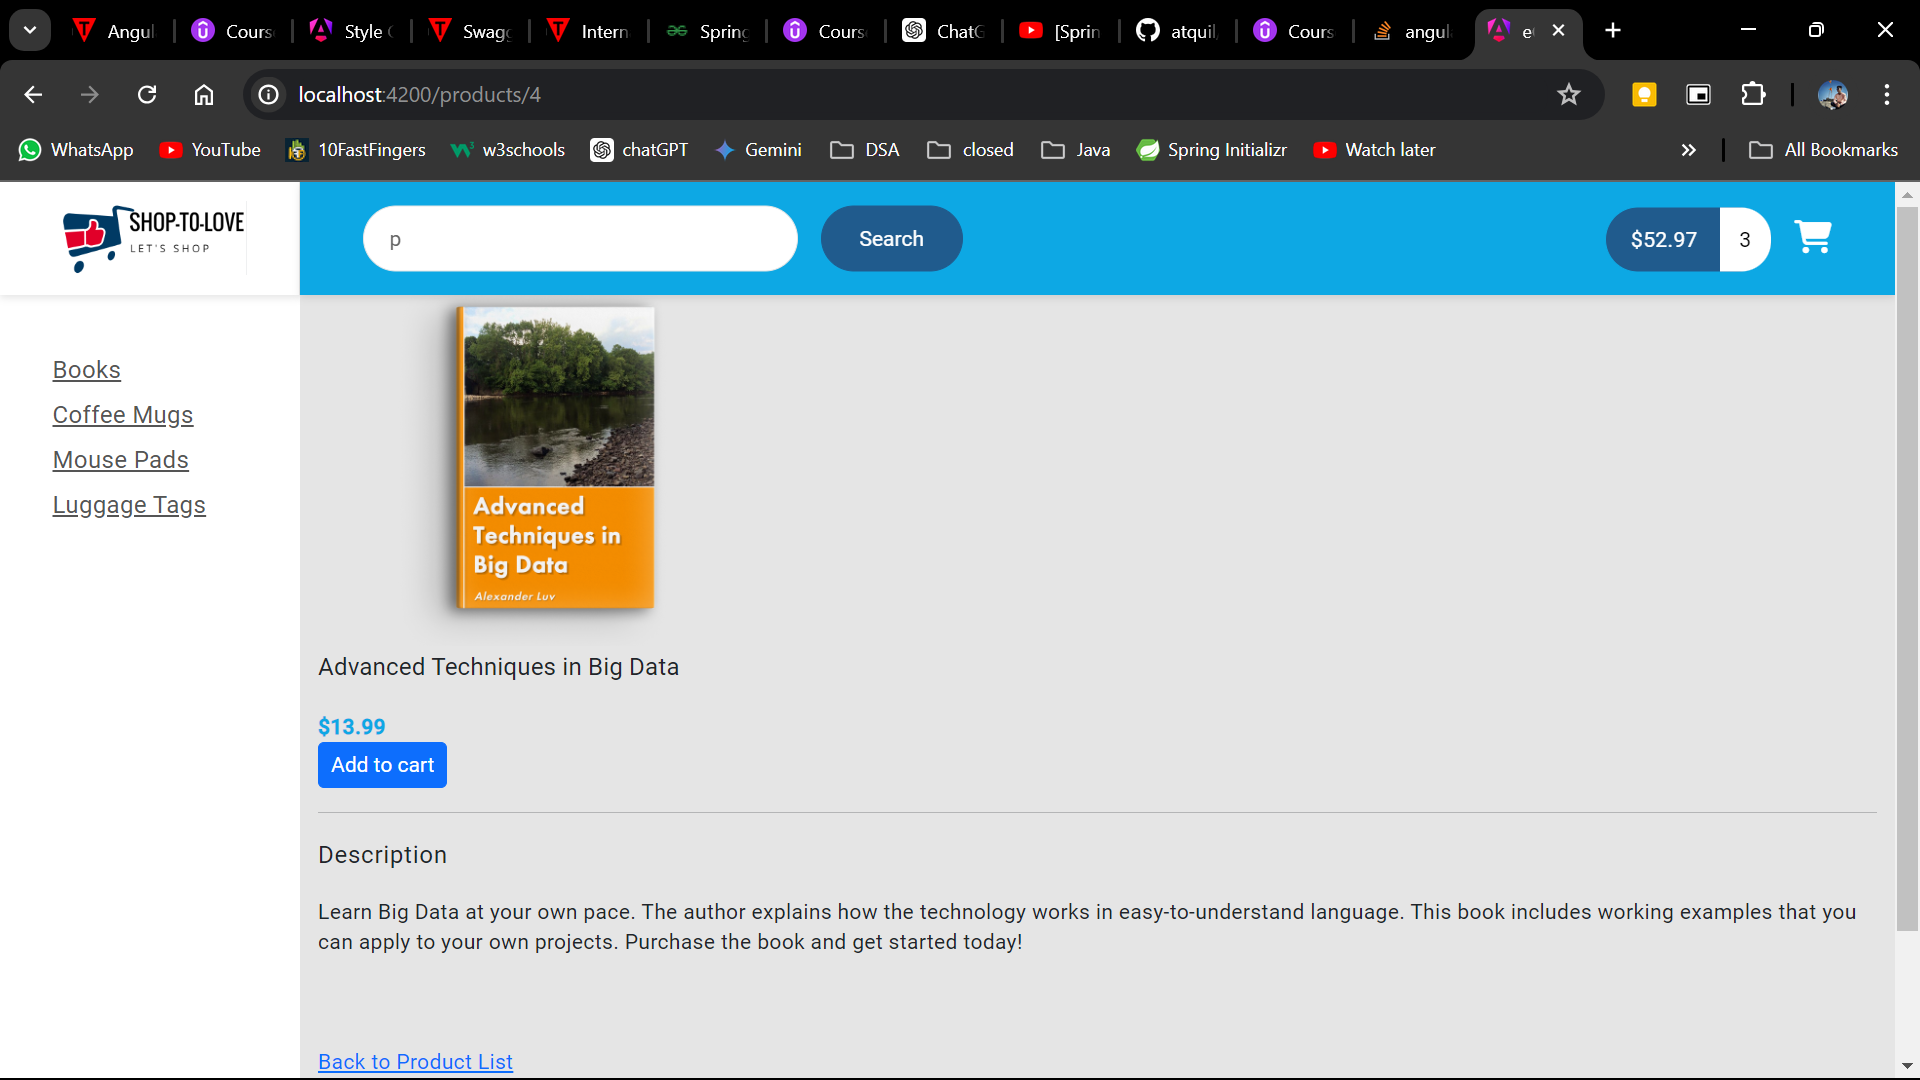 Angul
Cours
Style
Swag
Intern
Spring
Cours
ChatG
[Sprin
atquil
Cours
angul
e
localhost:4200/products/4
WhatsApp
YouTube
10FastFingers
w3schools
chatGPT
Gemini
DSA
closed
Java
Spring Initializr
Watch later
All Bookmarks
SHOP-TO-LOVE
LET'S SHOP
p
Search
$52.97
3
Books
Coffee Mugs
Mouse Pads
Luggage Tags
Advanced
Techniques in
Big Data
Alexander Luv
Advanced Techniques in Big Data
$13.99
Add to cart
Description
Learn Big Data at your own pace. The author explains how the technology works in easy-to-understand language. This book includes working examples that you
can apply to your own projects. Purchase the book and get started today!
Back to Product List